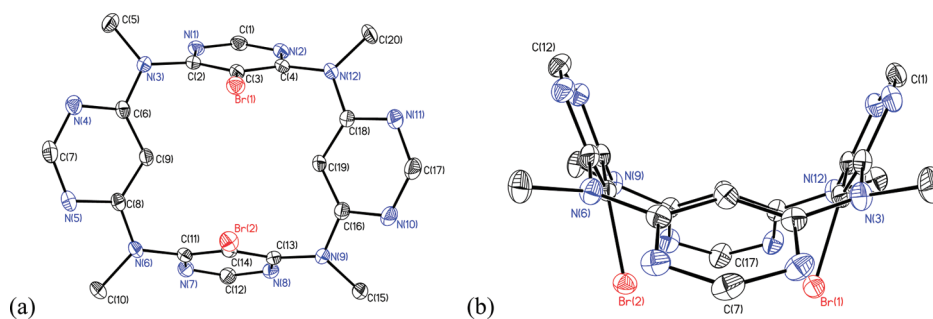 C(5)
N(1)
C(1)
N(2)
C(20)
N(3)
C(2)
C(3)
C(4)
N(12)
Br(1)
N(4)
C(6)
C(18)
N(11)
C(7)
C(9)
C(19)
C(17)
N(5)
C(8)
C(16)
N(10)
Br(2)
N(6)
C(11)
C(14)
C(13)
N(9)
N(7)
C(12)
N(8)
C(10)
C(15)
(a)
C(12)
C(1)
N(9)
N(12)
N(6)
N(3)
C(17)
Br(2)
C(7)
Br(1)
(b)